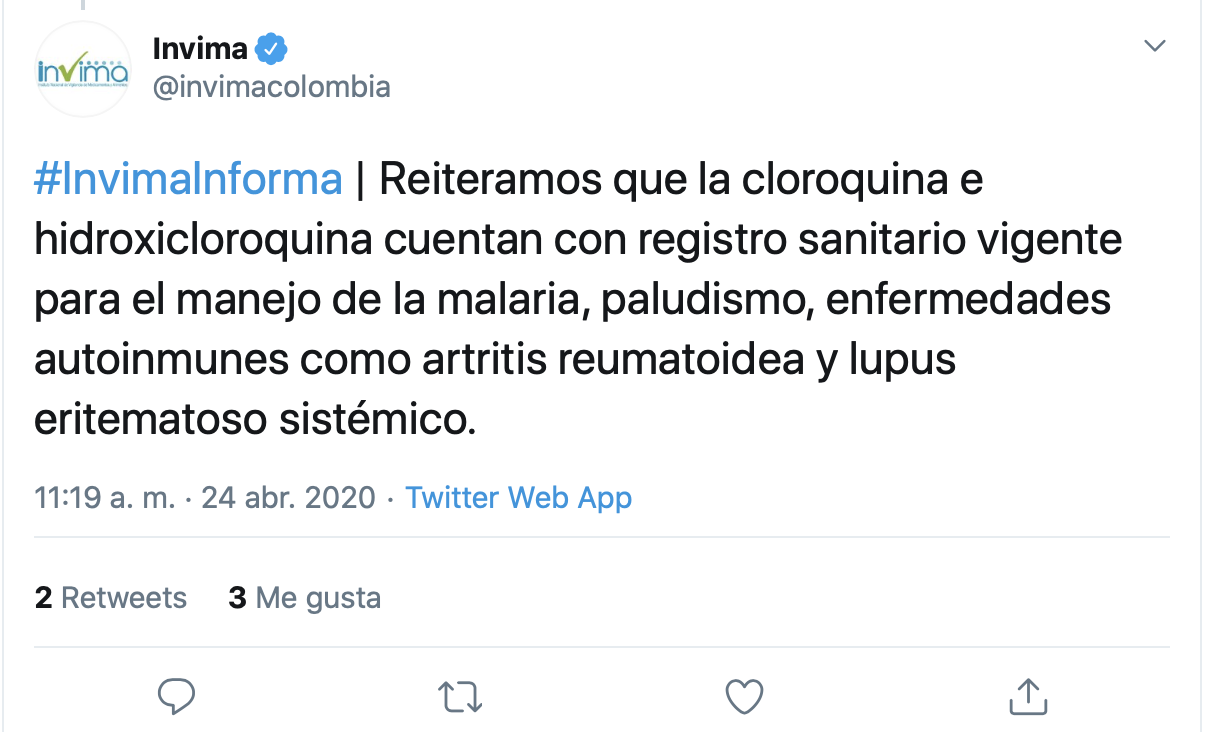 invima
Invima
@invimacolombia
#InvimaInforma | Reiteramos que la cloroquina e
hidroxicloroquina cuentan con registro sanitario vigente
para el manejo de la malaria, paludismo, enfermedades
autoinmunes como artritis reumatoidea y lupus
eritematoso sistémico.
11:19 a. m. · 24 abr. 2020 · Twitter Web App
2 Retweets 3 Me gusta